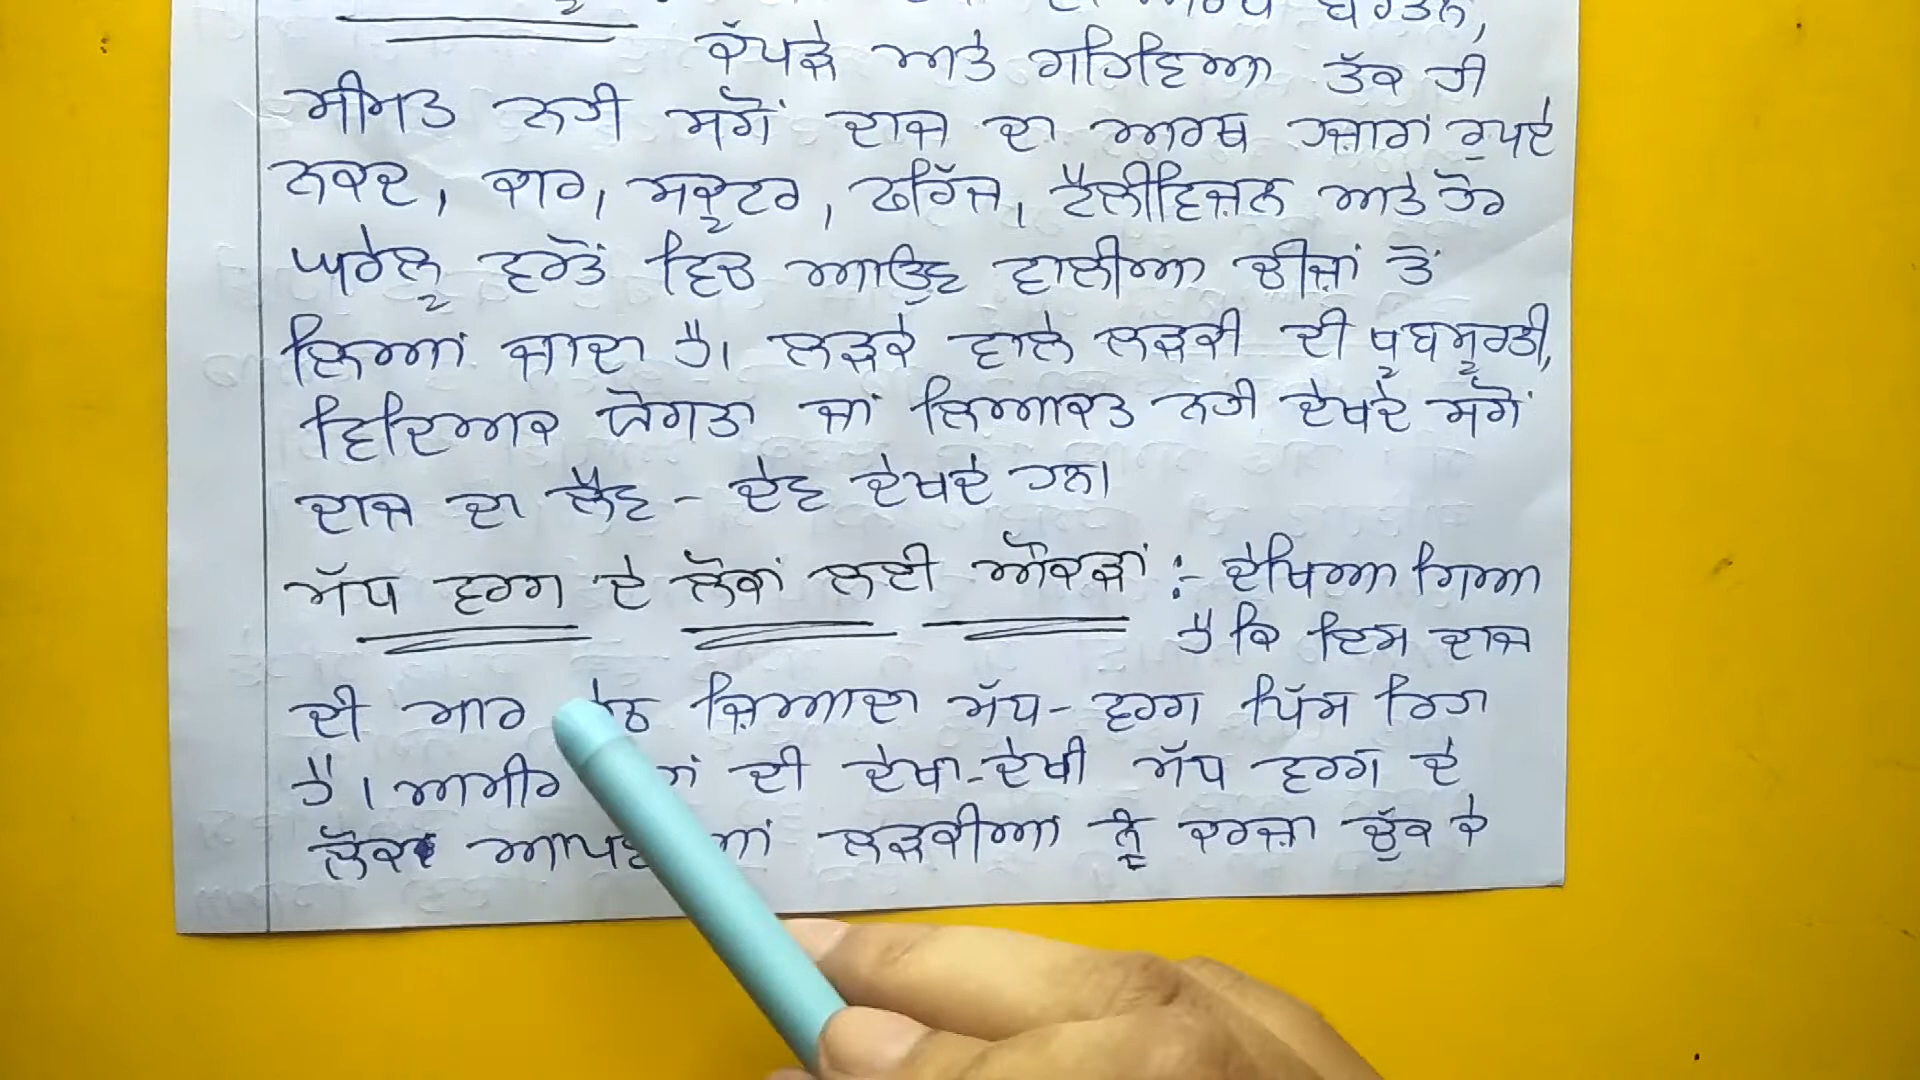 ਬਰਤਨ,
ਕੱਪੜੇ ਅਤੇ ਗਹਿਣਿਆ ਤੱਕ ਹੀ
ਸੀਮਤ ਨਹੀ ਸਗੋਂ ਦਾਜ ਦਾ ਅਰਥ ਹਜ਼ਾਰਾਂ ਰੁਪਏ
ਨਕਦ, ਕਾਰ, ਸਕੂਟਰ, ਫਰਿੱਜ, ਟੈਲੀਵਿਜ਼ਨ ਅਤੇ ਹੋਰ
ਘਰੇਲੂ ਵਰਤੋਂ ਵਿਚ ਆਉਣ ਵਾਲੀਆ ਚੀਜ਼ਾਂ ਤੋਂ
ਲਿਆਂ ਜਾਦਾ ਹੈ। ਲੜਕੇ ਵਾਲੇ ਲੜਕੀ ਦੀ ਖੂਬਸੂਰਤੀ,
ਵਿਦਿਅਕ ਯੋਗਤਾ ਜਾਂ ਲਿਆਕਤ ਨਹੀ ਦੇਖਦੇ ਸਗੋਂ
ਦਾਜ ਦਾ ਲੈਣ - ਦੇਣ ਦੇਖਦੇ ਹਨ।
ਮੱਧ ਵਰਗ ਦੇ ਲੋਕਾਂ ਲਈ ਔਕੜਾਂ :- ਦੇਖਿਆ ਗਿਆ
ਹੈ ਕਿ ਇਸ ਦਾਜ
ਦੀ ਮਾਰ ਹੇਠ ਜ਼ਿਆਦਾ ਮੱਧ- ਵਰਗ ਪਿੱਸ ਰਿਹਾ
ਹੈ। ਅਮੀਰ ਦੀ ਦੇਖਾ-ਦੇਖੀ ਮੱਧ ਵਰਗ ਦੇ
ਲੋਕ ਲੜਕੀਆ ਨੂੰ ਕਰਜ਼ਾ ਚੁੱਕ ਕੇ